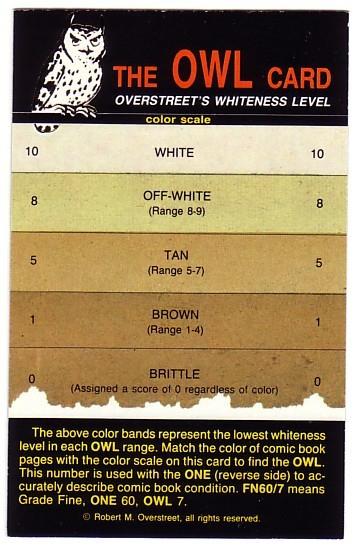 THE OWL CARD
OVERSTREET'S WHITENESS LEVEL
color scale
10 WHITE 10
8 OFF-WHITE 8
(Range 8-9)
5 TAN 5
(Range 5-7)
1 BROWN 1
(Range 1-4)
0 BRITTLE 0
(Assigned a score of 0 regardless of color)
The above color bands represent the lowest whiteness
level in each OWL range. Match the color of comic book
pages with the color scale on this card to find the OWL.
This number is used with the ONE (reverse side) to ac-
curately describe comic book condition. FN60/7 means
Grade Fine, ONE 60, OWL 7.
© Robert M. Overstreet, all rights reserved.